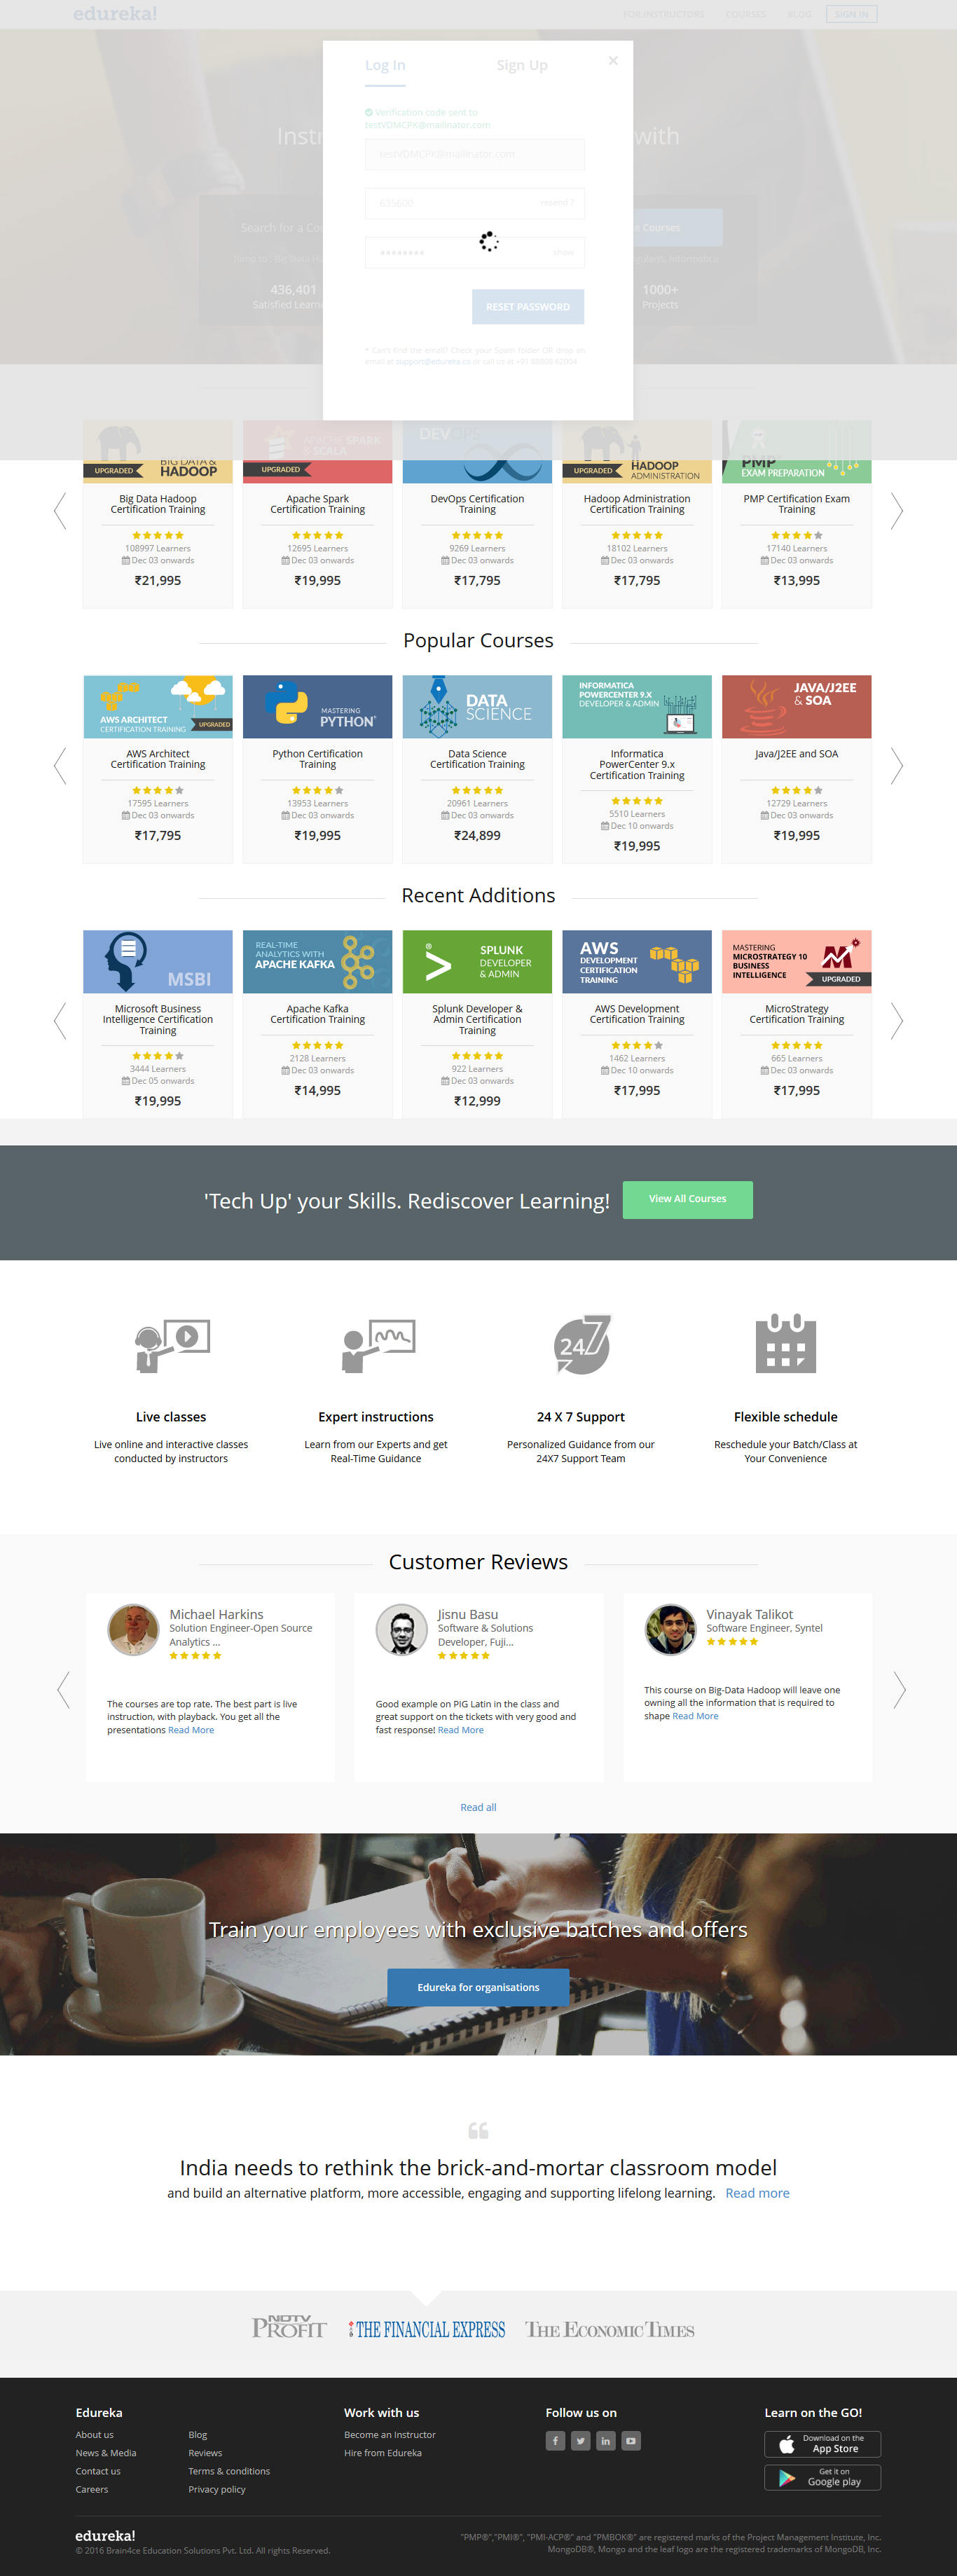 edureka!
FOR INSTRUCTORS COURSES BLOG SIGN IN
Log In Sign Up
Verification code sent to
testVDMCPK@mailinator.com
testVDMCPK@mailinator.com
resend?
show
RESET PASSWORD
* Can't find the email? Check your Spam folder OR drop an
email at support@edureka.co or call us at
Search for a
436,401
1000+
Projects
Courses
with
UPGRADED BIG DATA & HADOOP
UPGRADED APACHE SPARK & SCALA
DEVOPS
UPGRADED HADOOP ADMINISTRATION
PMP EXAM PREPARATION
Big Data Hadoop
Certification Training
108997 Learners
Dec 03 onwards
₹21,995
Apache Spark
Certification Training
12695 Learners
Dec 03 onwards
₹19,995
DevOps Certification
Training
9269 Learners
Dec 03 onwards
₹17,795
Hadoop Administration
Certification Training
18102 Learners
Dec 03 onwards
₹17,795
PMP Certification Exam
Training
17140 Learners
Dec 03 onwards
₹13,995
Popular Courses
AWS ARCHITECT
CERTIFICATION TRAINING UPGRADED
AWS Architect
Certification Training
17595 Learners
Dec 03 onwards
₹17,795
MASTERING
PYTHON
Python Certification
Training
13953 Learners
Dec 03 onwards
₹19,995
DATA
SCIENCE
Data Science
Certification Training
20961 Learners
Dec 03 onwards
₹24,899
INFORMATICA
POWERCENTER 9.X
DEVELOPER & ADMIN
Informatica
PowerCenter 9.x
Certification Training
5510 Learners
Dec 10 onwards
₹19,995
JAVA/J2EE
& SOA
Java/J2EE and SOA
12729 Learners
Dec 03 onwards
₹19,995
Recent Additions
MSBI
Microsoft Business
Intelligence Certification
Training
3444 Learners
Dec 05 onwards
₹19,995
REAL-TIME
ANALYTICS WITH
APACHE KAFKA
Apache Kafka
Certification Training
2128 Learners
Dec 03 onwards
₹14,995
SPLUNK
DEVELOPER
& ADMIN
Splunk Developer &
Admin Certification
Training
922 Learners
Dec 03 onwards
₹12,999
AWS
DEVELOPMENT
CERTIFICATION
TRAINING
AWS Development
Certification Training
1462 Learners
Dec 10 onwards
₹17,995
MASTERING
MICROSTRATEGY 10
BUSINESS
INTELLIGENCE
UPGRADED
MicroStrategy
Certification Training
665 Learners
Dec 03 onwards
₹17,995
'Tech Up' your Skills. Rediscover Learning! View All Courses
24/7
Live classes
Live online and interactive classes
conducted by instructors
Expert instructions
Learn from our Experts and get
Real-Time Guidance
24 X 7 Support
Personalized Guidance from our
24X7 Support Team
Flexible schedule
Reschedule your Batch/Class at
Your Convenience
Customer Reviews
Michael Harkins
Solution Engineer-Open Source
Analytics ...
The courses are top rate. The best part is live
instruction, with playback. You get all the
presentations Read More
Jisnu Basu
Software & Solutions
Developer, Fuji...
Good example on PIG Latin in the class and
great support on the tickets with very good and
fast response! Read More
Vinayak Talikot
Software Engineer, Syntel
This course on Big-Data Hadoop will leave one
owning all the information that is required to
shape Read More
Read all
Train your employees with exclusive batches and offers
Edureka for organisations
India needs to rethink the brick-and-mortar classroom model
and build an alternative platform, more accessible, engaging and supporting lifelong learning. Read more
NDTV PROFIT
THE FINANCIAL EXPRESS
THE ECONOMIC TIMES
Edureka
About us
News & Media
Contact us
Careers
Blog
Reviews
Terms & conditions
Privacy policy
Work with us
Become an Instructor
Hire from Edureka
Follow us on
Learn on the GO!
Download on the
App Store
Get it on
Google play
edureka!
© 2016 Brain4ce Education Solutions Pvt. Ltd. All rights Reserved.
"PMP®","PMI®", "PMI-ACP®" and "PMBOK®" are registered marks of the Project Management Institute, Inc.
MongoDB®, Mongo and the leaf logo are the registered trademarks of MongoDB, Inc.